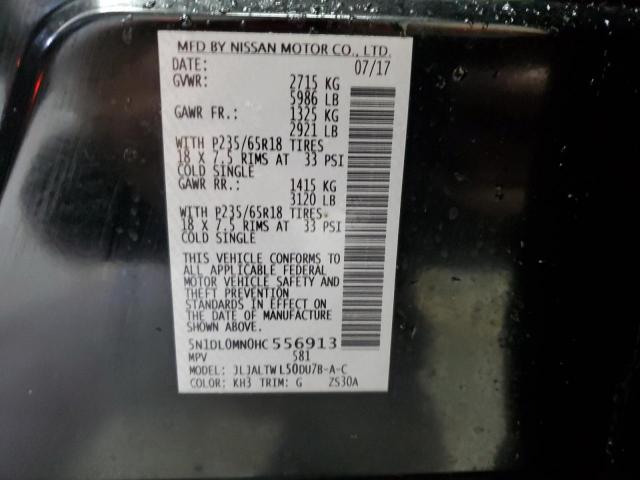 MFD BY NISSAN MOTOR CO., LTD.
DATE: 07/17
GVWR: 2715 KG
5986 LB
GAWR FR.: 1325 KG
2921 LB
WITH P235/65R18 TIRES
18 X 7.5 RIMS AT 33 PSI
COLD SINGLE
GAWR RR.: 1415 KG
3120 LB
WITH P235/65R18 TIRES
18 X 7.5 RIMS AT 33 PSI
COLD SINGLE
THIS VEHICLE CONFORMS TO
ALL APPLICABLE FEDERAL
MOTOR VEHICLE SAFETY AND
THEFT PREVENTION
STANDARDS IN EFFECT ON
THE DATE OF MANUFACTURE
SHOWN ABOVE.
5N1DL0MN0HC 556913
MPV 581
MODEL: JLJALTWL50DU7B-A-C
COLOR: KH3 TRIM: G ZS30A